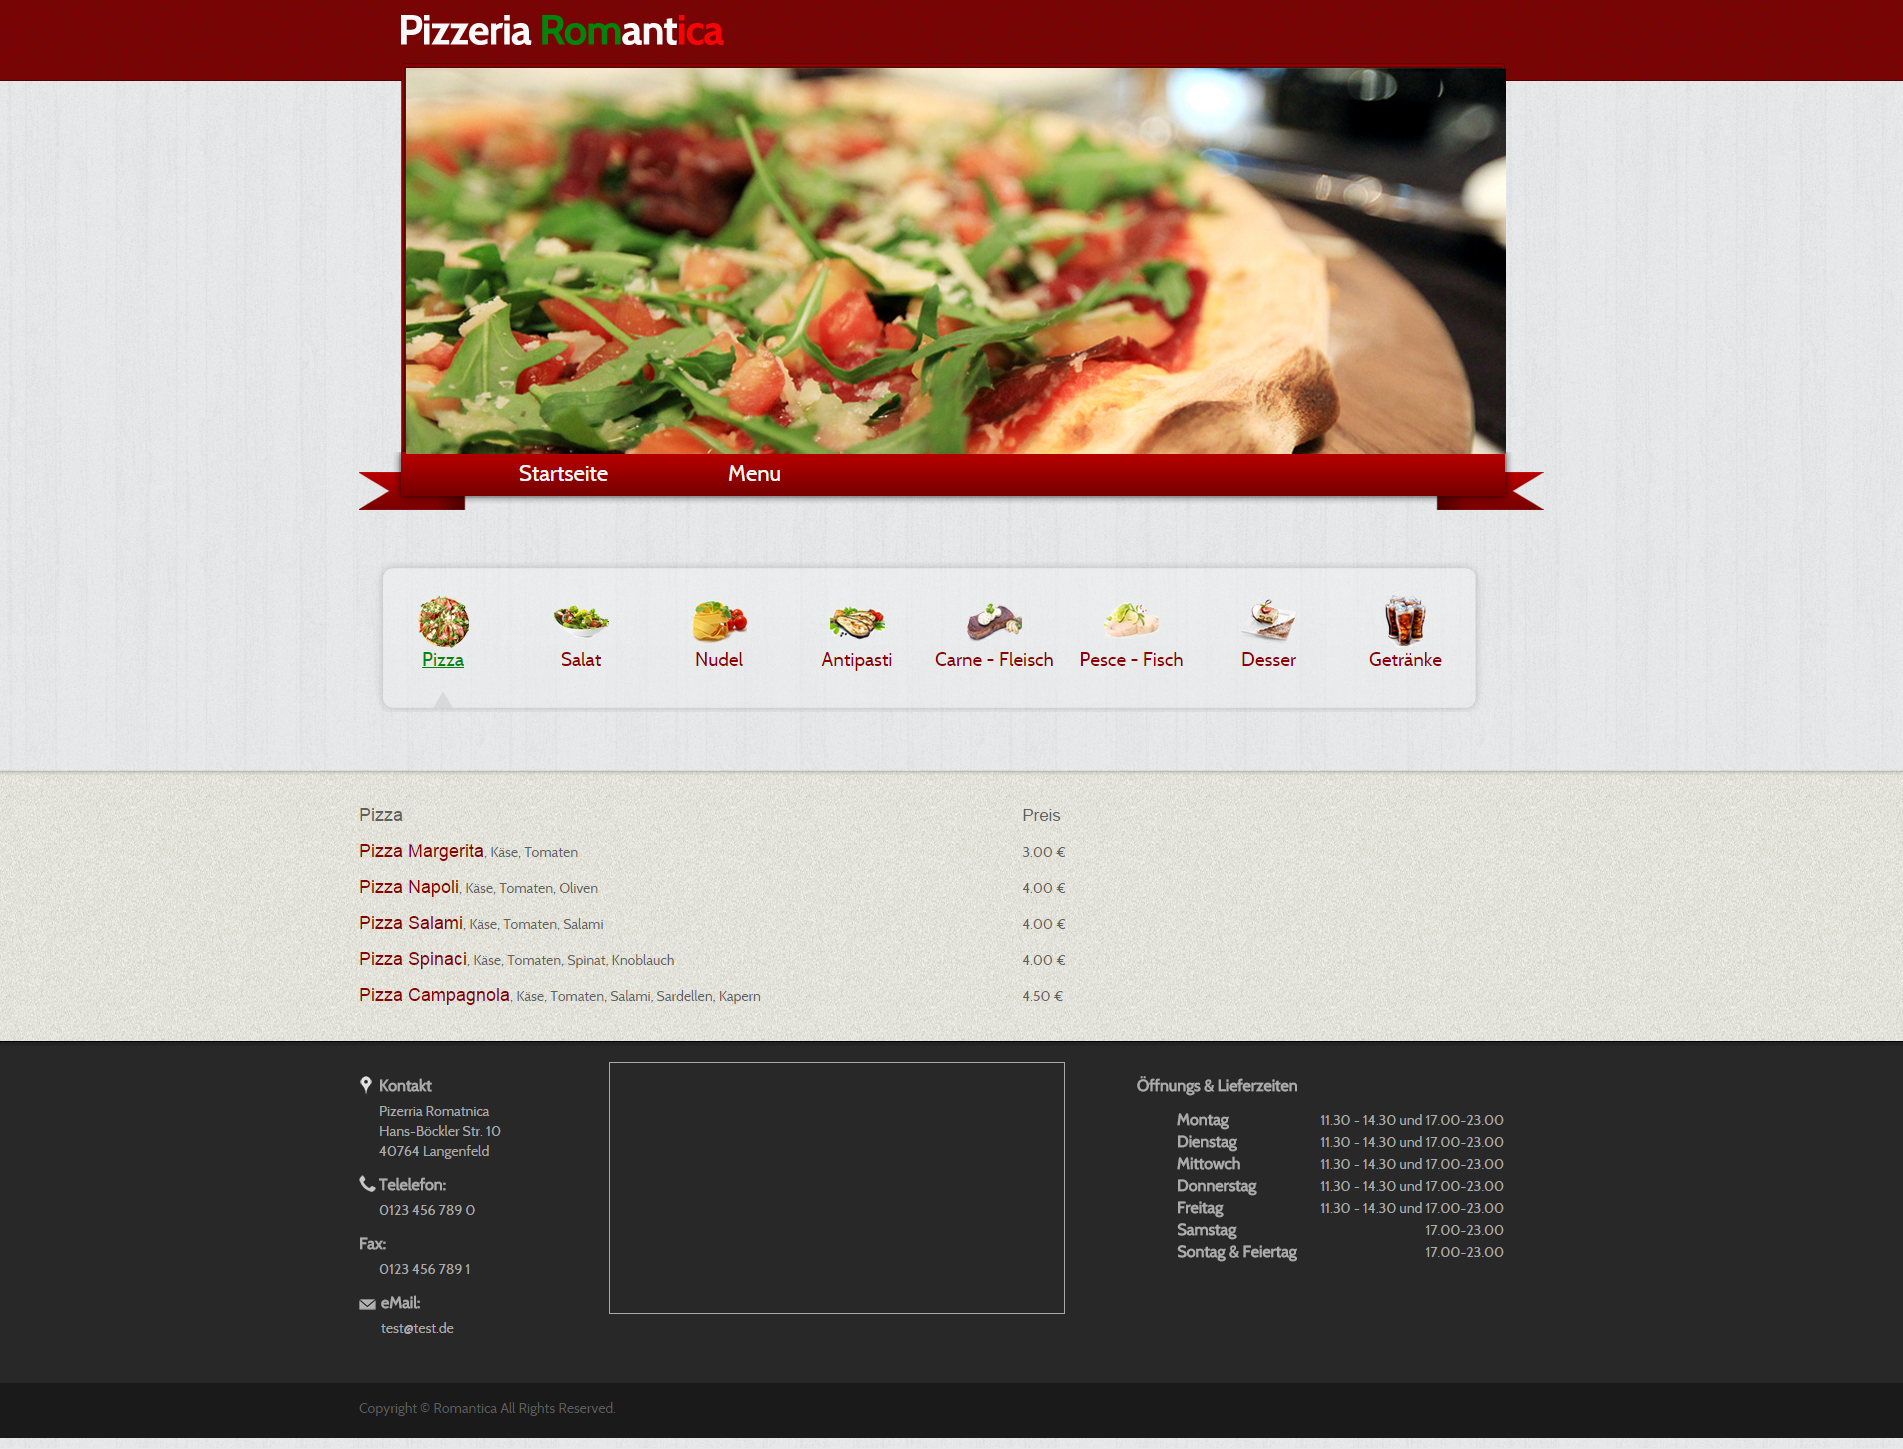 Pizzeria Romantica
Startseite Menu
Pizza Salat Nudel Antipasti Carne - Fleisch Pesce - Fisch Desser Getränke
Pizza Preis
Pizza Margerita, Käse, Tomaten 3.00 €
Pizza Napoli, Käse, Tomaten, Oliven 4.00 €
Pizza Salami, Käse, Tomaten, Salami 4.00 €
Pizza Spinaci, Käse, Tomaten, Spinat, Knoblauch 4.00 €
Pizza Campagnola, Käse, Tomaten, Salami, Sardellen, Kapern 4.50 €
Kontakt
Pizerria Romatnica
Hans-Böckler Str. 10
40764 Langenfeld
Telelefon:
0123 456 789 0
Fax:
0123 456 789 1
eMail:
test@test.de
Öffnungs & Lieferzeiten
Montag 11.30 - 14.30 und 17.00-23.00
Dienstag 11.30 - 14.30 und 17.00-23.00
Mittowch 11.30 - 14.30 und 17.00-23.00
Donnerstag 11.30 - 14.30 und 17.00-23.00
Freitag 11.30 - 14.30 und 17.00-23.00
Samstag 17.00-23.00
Sontag & Feiertag 17.00-23.00
Copyright © Romantica All Rights Reserved.